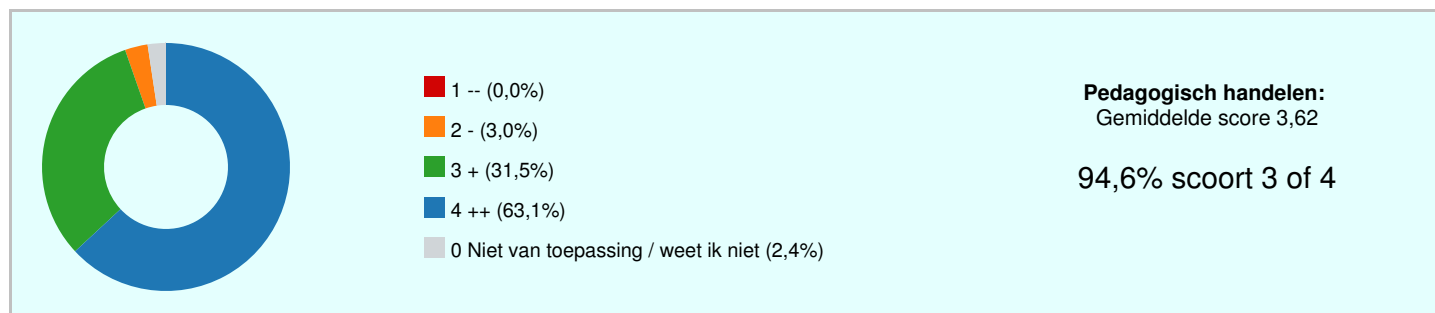 1 -- (0,0%)
2 - (3,0%)
3 + (31,5%)
4 ++ (63,1%)
0 Niet van toepassing / weet ik niet (2,4%)
Pedagogisch handelen:
Gemiddelde score 3,62
94,6% scoort 3 of 4